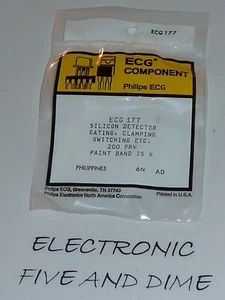 ECG 177
ECG®
COMPONENT
Philips ECG
ECG 177
SILICON DETECTOR
GATING, CLAMPING
SWITCHING ETC.
200 PRV
PAINT BAND IS K
PHILIPPINES 6N AD
Philips ECG, Greeneville, TN 37743
Philips Electronics North America Corporation
Printed in U.S.A.
ELECTRONIC
FIVE AND DIME